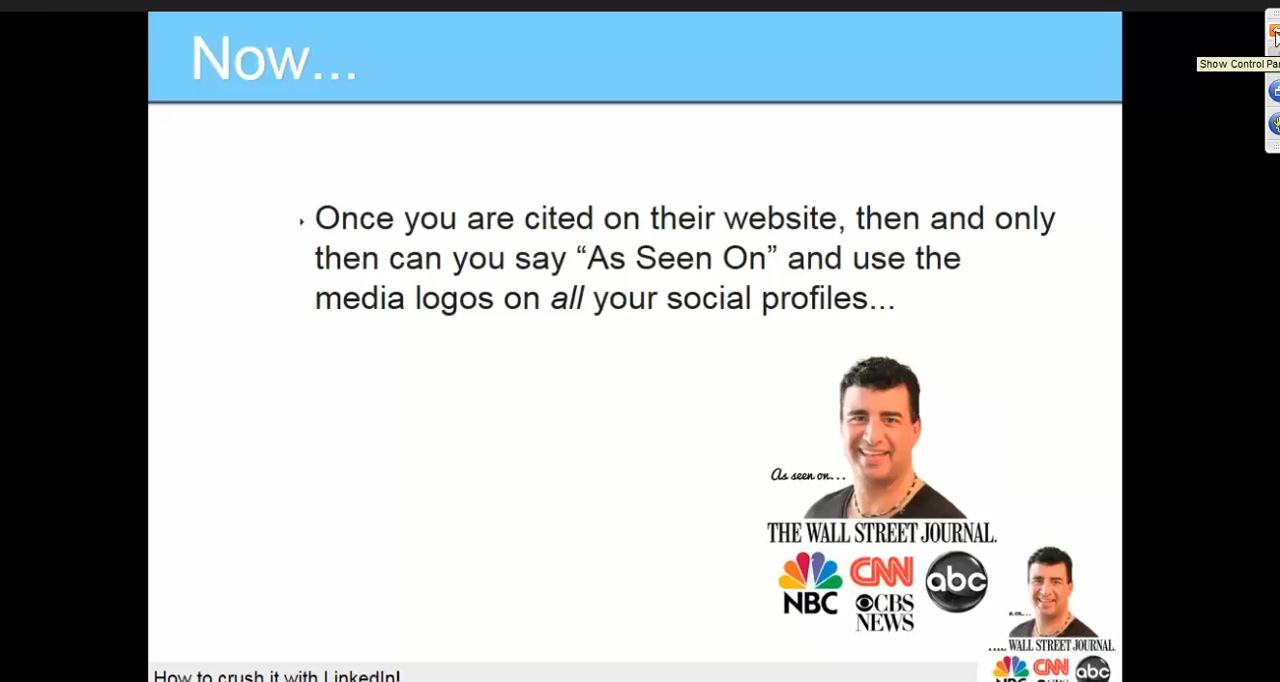 Now...
Show Control Pa
Once you are cited on their website, then and only
then can you say “As Seen On” and use the
media logos on all your social profiles...
As seen on...
THE WALL STREET JOURNAL.
NBC
CNN
abc
CBS
NEWS
WALL STREET JOURNAL.
CNN
abc
How to crush it with LinkedIn!